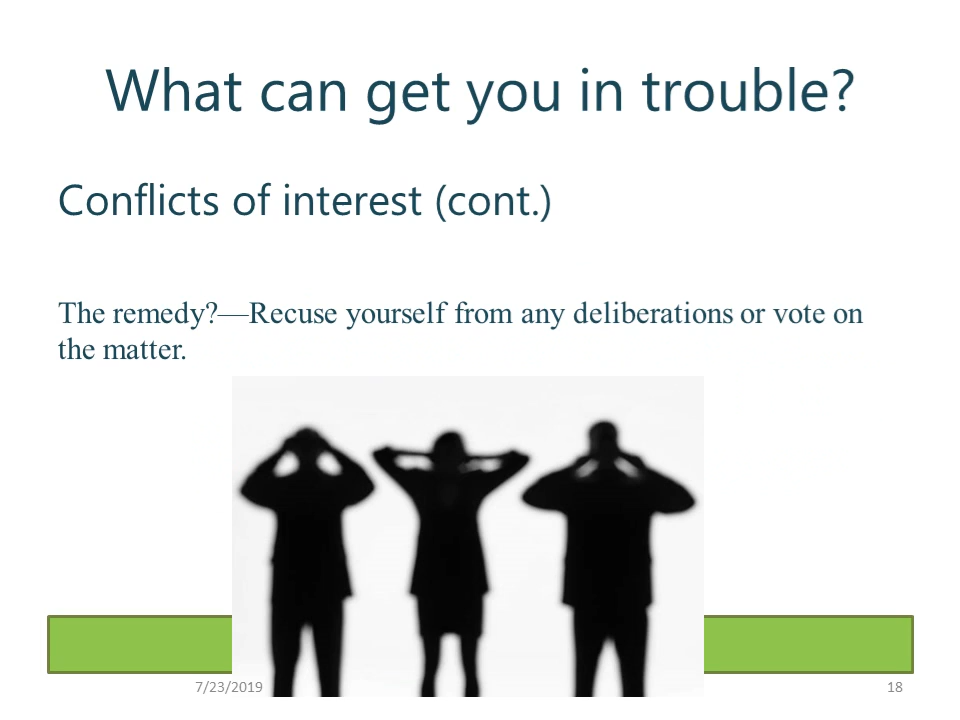 What can get you in trouble?
Conflicts of interest (cont.)
The remedy?—Recuse yourself from any deliberations or vote on
the matter.
7/23/2019
18